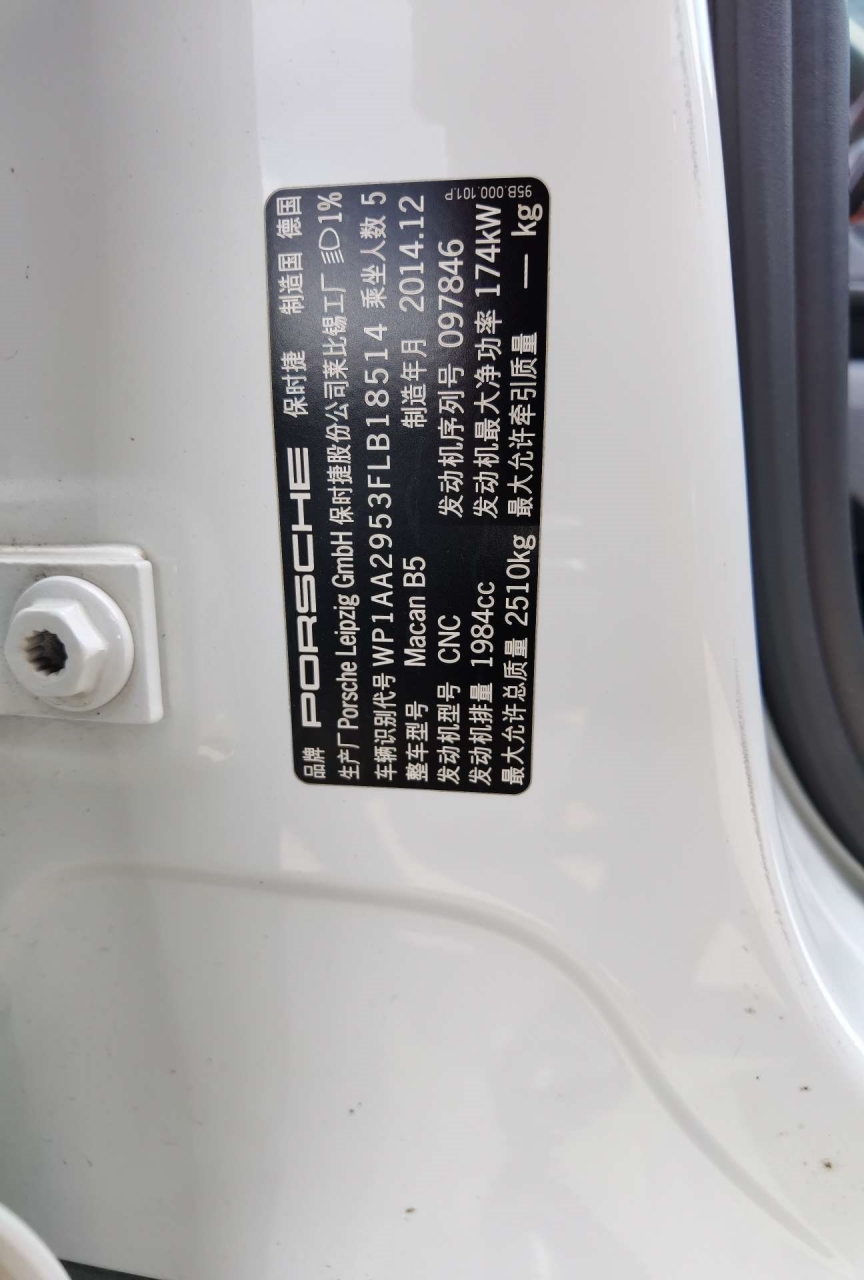 品牌 PORSCHE 保时捷 制造国 德国
生产厂 Porsche Leipzig GmbH 保时捷股份公司莱比锡工厂 1%
车辆识别代号 WP1AA2953FLB18514 乘坐人数 5
整车型号 Macan B5 制造年月 2014.12
发动机型号 CNC 发动机序列号 097846
发动机排量 1984cc 发动机最大净功率 174kW
最大允许总质量 2510kg 最大允许牵引质量 — kg
95B.000.101.P